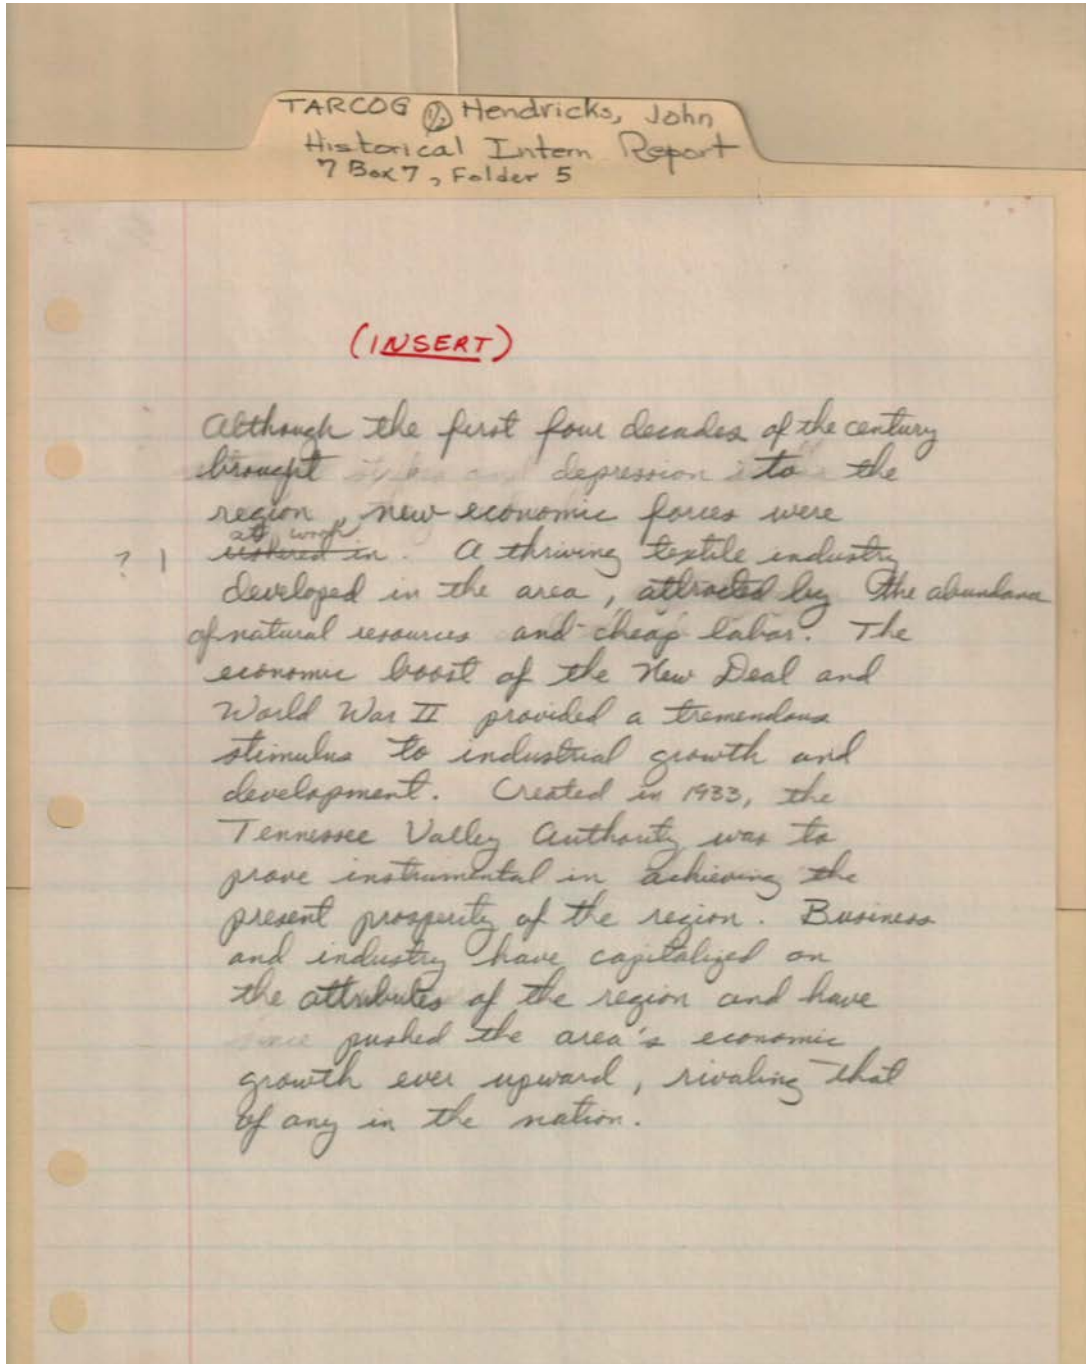 TARCOG 1/2 Hendricks, John
Historical Intern Report
7 Box 7, Folder 5
(INSERT)
Although the first four decades of the century
brought depression to the
region, new economic forces were
at work
? | ushered in. A thriving textile industry
developed in the area, attracted by the abundance
of natural resources and cheap labor. The
economic boost of the New Deal and
World War II provided a tremendous
stimulus to industrial growth and
development. Created in 1933, the
Tennessee Valley Authority was to
prove instrumental in achieving the
present prosperity of the region. Business
and industry have capitalized on
the attributes of the region and have
pushed the area's economic
growth ever upward, rivaling that
of any in the nation.